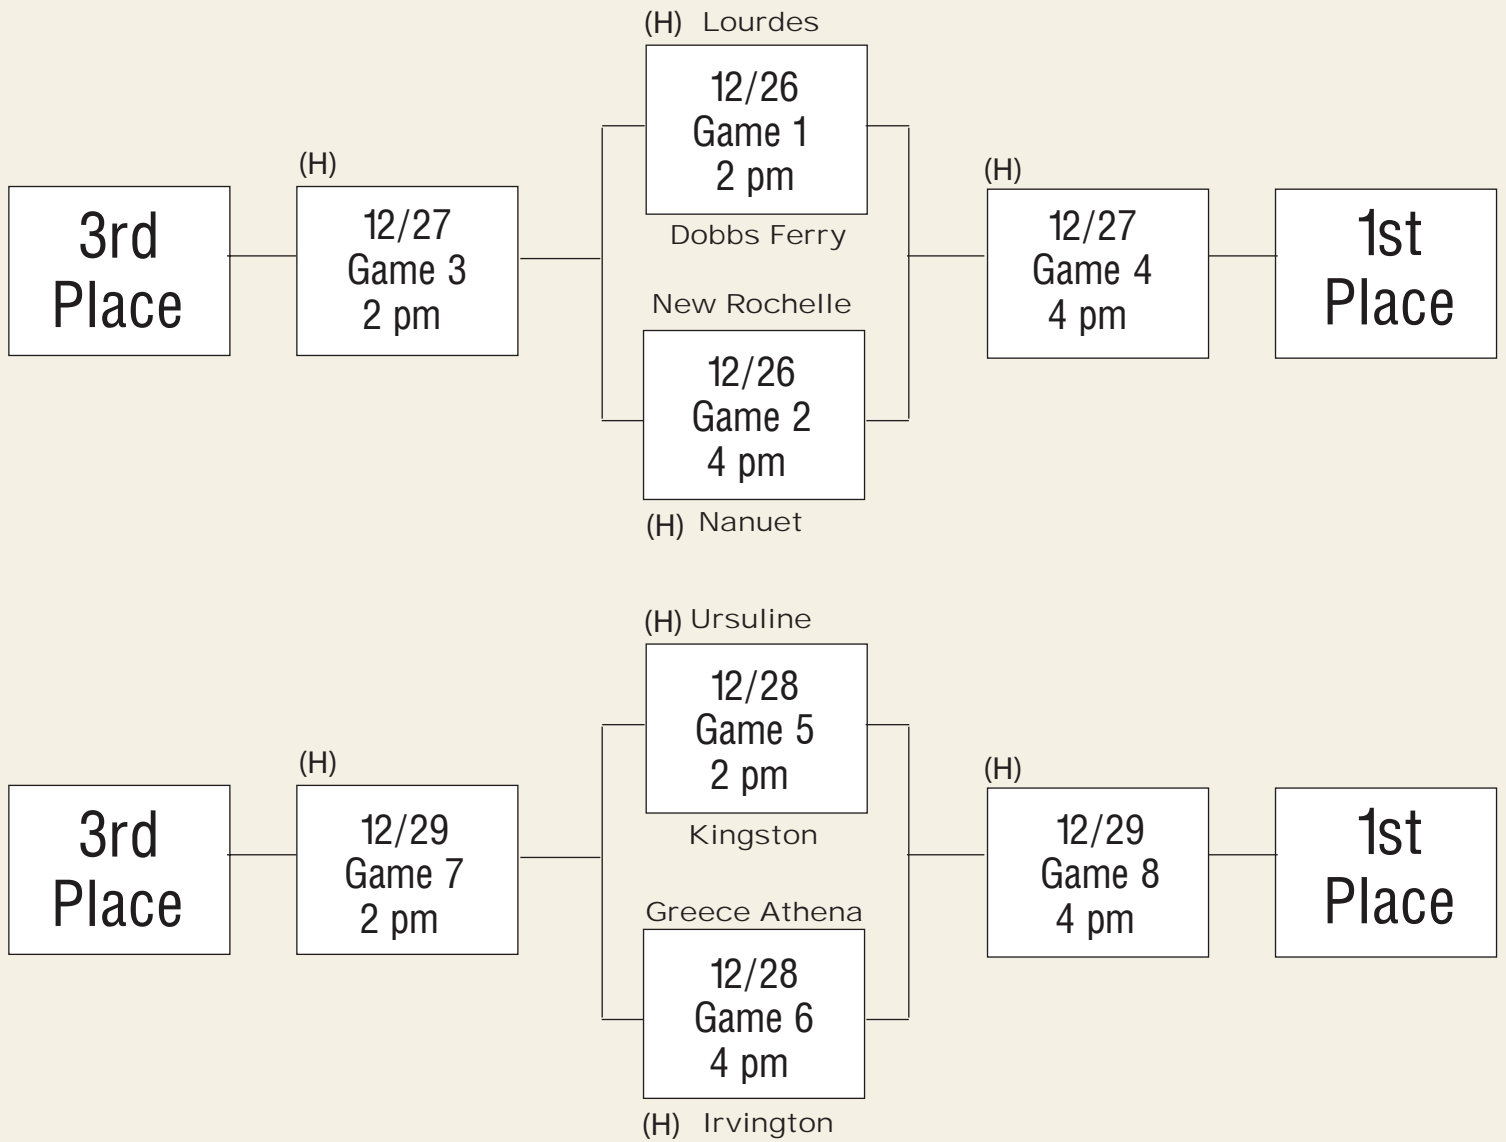 (H) Lourdes
12/26
Game 1
2 pm
Dobbs Ferry
(H)
3rd
Place
12/27
Game 3
2 pm
(H)
12/27
Game 4
4 pm
1st
Place
New Rochelle
12/26
Game 2
4 pm
(H) Nanuet
(H) Ursuline
12/28
Game 5
2 pm
Kingston
(H)
3rd
Place
12/29
Game 7
2 pm
(H)
12/29
Game 8
4 pm
1st
Place
Greece Athena
12/28
Game 6
4 pm
(H) Irvington